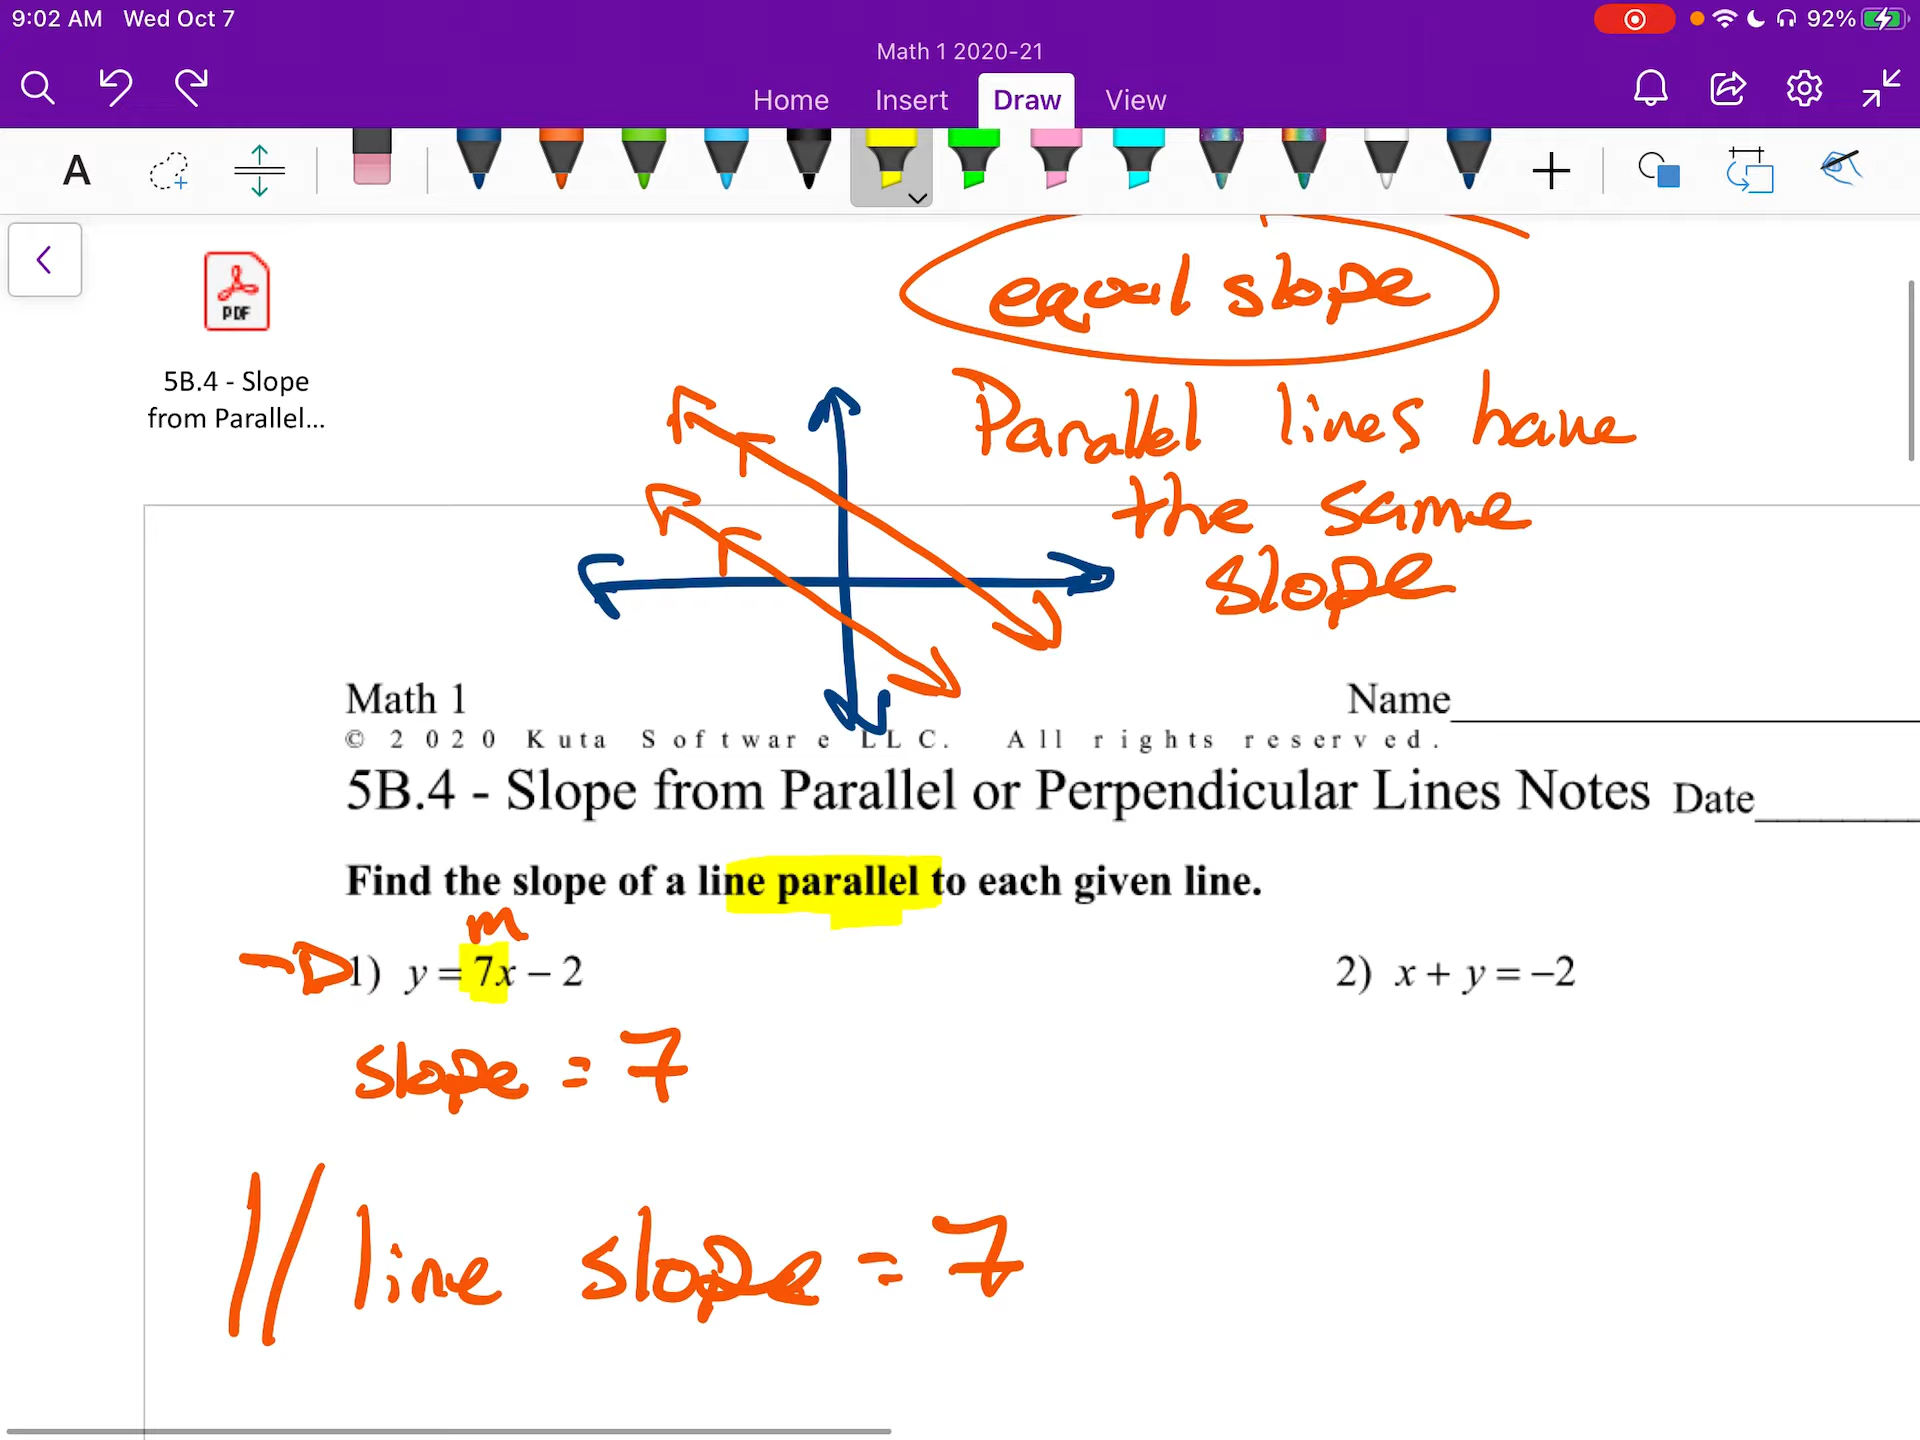 9:02 AM Wed Oct 7
92%
Math 1 2020-21
Home Insert Draw View
A
PDF
5B.4 - Slope
from Parallel...
equal slope
Parallel lines have
the same
slope
Math 1
Name
© 2020 Kuta Software LLC. All rights reserved.
5B.4 - Slope from Parallel or Perpendicular Lines Notes Date
Find the slope of a line parallel to each given line.
m
1) y = 7x – 2
2) x + y = –2
slope = 7
// line slope = 7